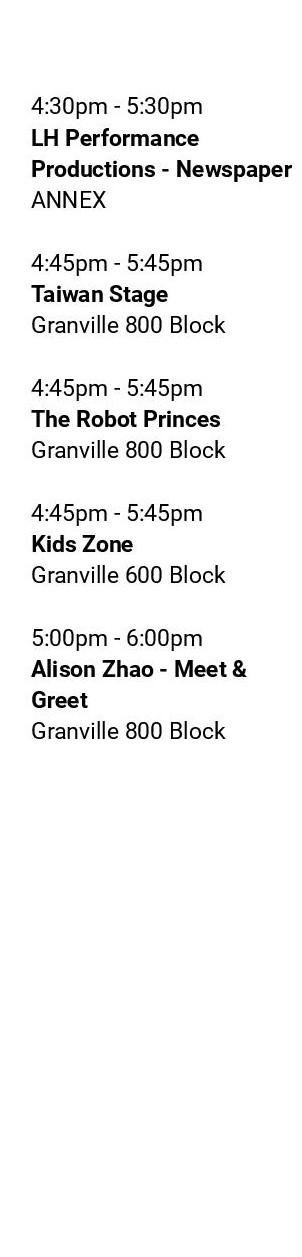 4:30pm - 5:30pm
LH Performance
Productions - Newspaper
ANNEX
4:45pm - 5:45pm
Taiwan Stage
Granville 800 Block
4:45pm - 5:45pm
The Robot Princes
Granville 800 Block
4:45pm - 5:45pm
Kids Zone
Granville 600 Block
5:00pm - 6:00pm
Alison Zhao - Meet &
Greet
Granville 800 Block